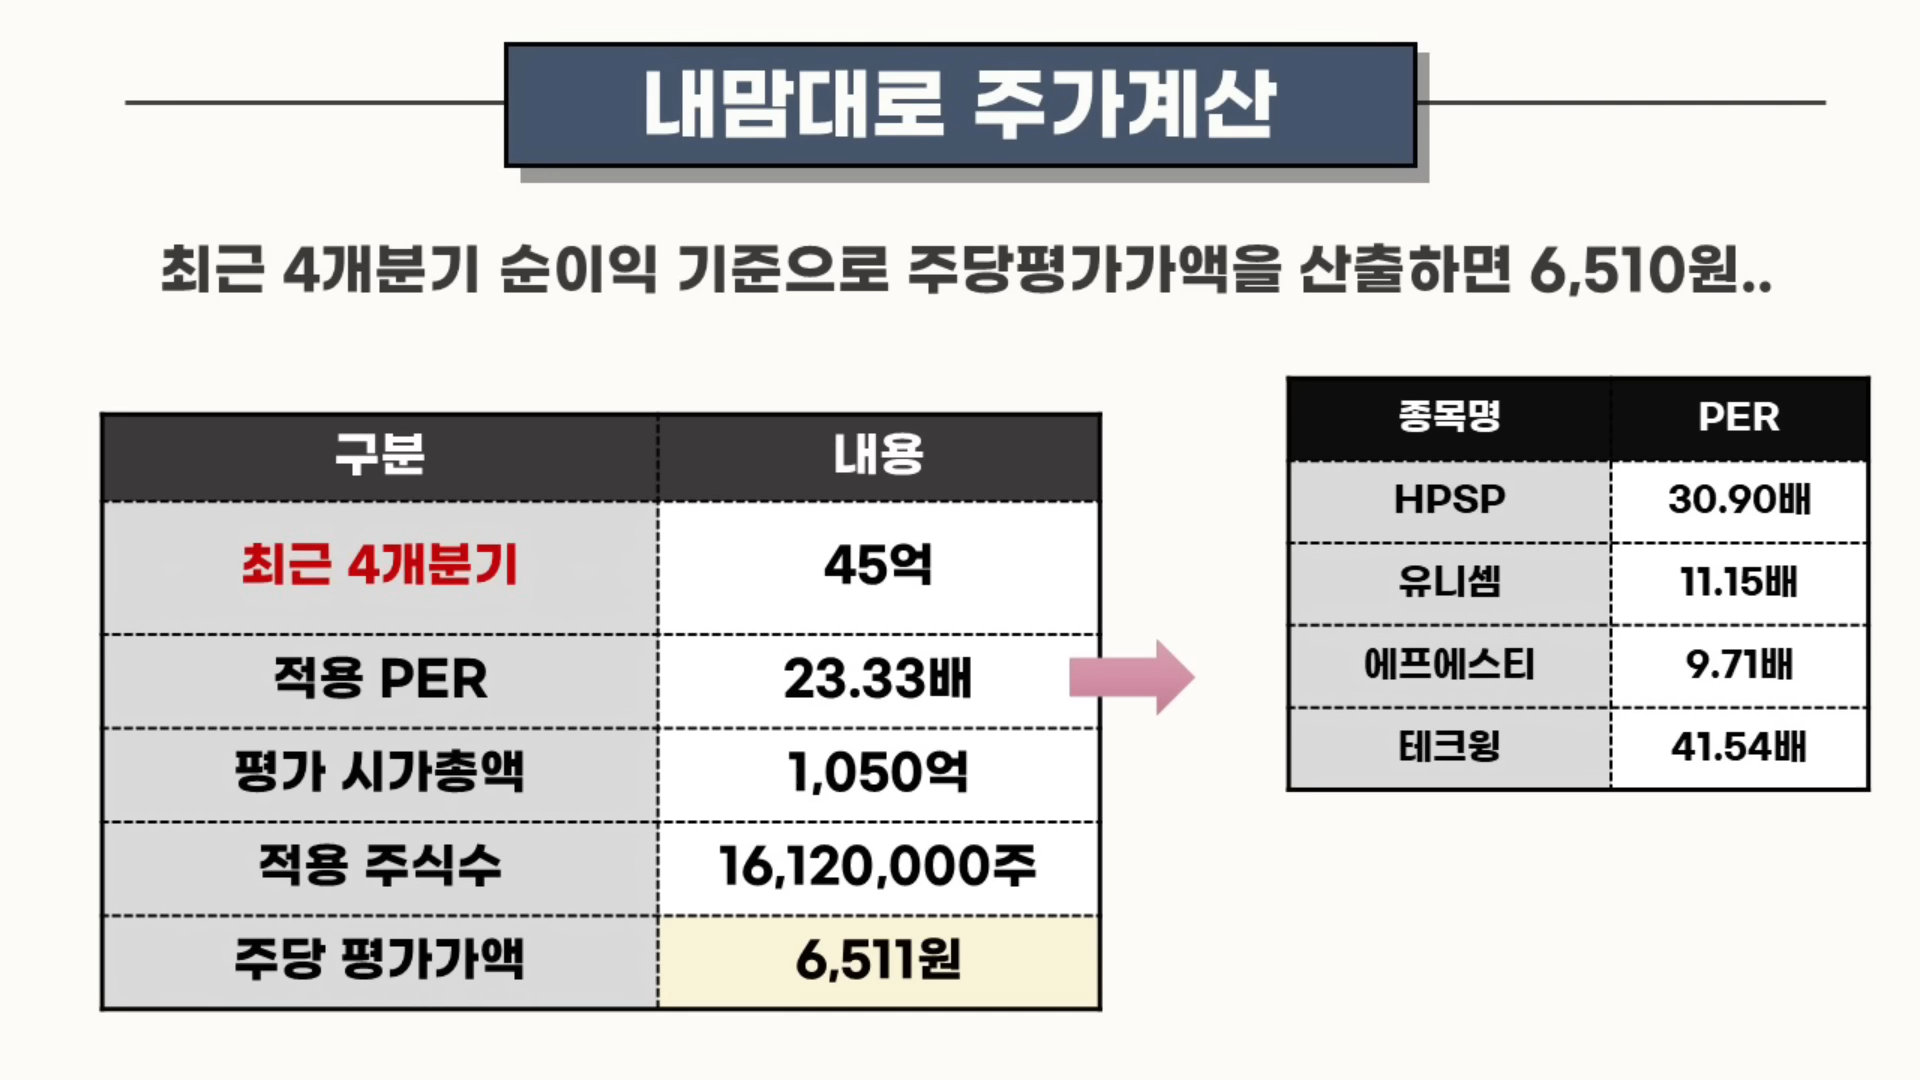 내맘대로 주가계산
최근 4개분기 순이익 기준으로 주당평가가액을 산출하면 6,510원..
구분 내용
최근 4개분기 45억
적용 PER 23.33배
평가 시가총액 1,050억
적용 주식수 16,120,000주
주당 평가가액 6,511원
종목명 PER
HPSP 30.90배
유니셈 11.15배
에프에스티 9.71배
테크윙 41.54배